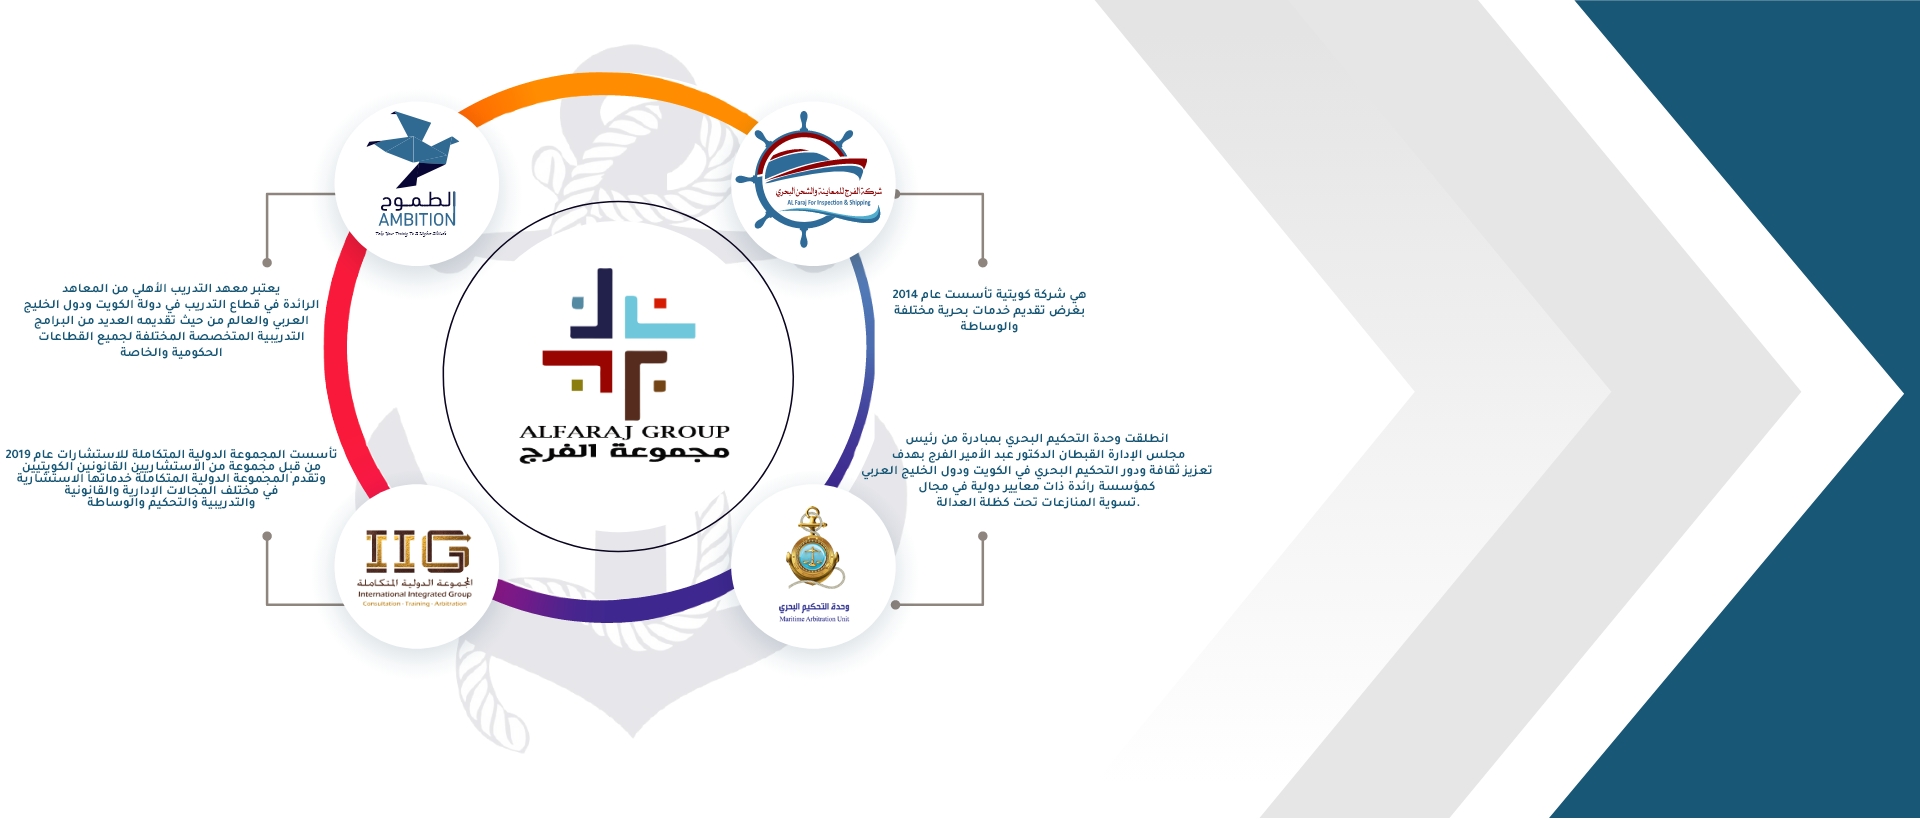 الطموح
AMBITION
شركة الفرج للمعاينة والشحن البحري
AL Faraj For Inspection & Shipping
يعتبر معهد التدريب الأهلي من المعاهد
الرائدة في قطاع التدريب في دولة الكويت ودول الخليج
العربي والعالم من حيث تقديمه العديد من البرامج
التدريبية المتخصصة المختلفة لجميع القطاعات
الحكومية والخاصة
هي شركة كويتية تأسست عام 2014
بغرض تقديم خدمات بحرية مختلفة
والوساطة
ALFARAJ GROUP
مجموعة الفرج
تأسست المجموعة الدولية المتكاملة للاستشارات عام 2019
من قبل مجموعة من الاستشاريين القانونين الكويتيين
وتقدم المجموعة الدولية المتكاملة خدماتها الاستشارية
في مختلف المجالات الإدارية والقانونية
والتدريبية والتحكيم والوساطة
انطلقت وحدة التحكيم البحري بمبادرة من رئيس
مجلس الإدارة القبطان الدكتور عبد الأمير الفرج بهدف
تعزيز ثقافة ودور التحكيم البحري في الكويت ودول الخليج العربي
كمؤسسة رائدة ذات معايير دولية في مجال
.تسوية المنازعات تحت كظلة العدالة
IIG
المجموعة الدولية المتكاملة
International Integrated Group
Consultation - Training - Arbitration
وحدة التحكيم البحري
Maritime Arbitration Unit